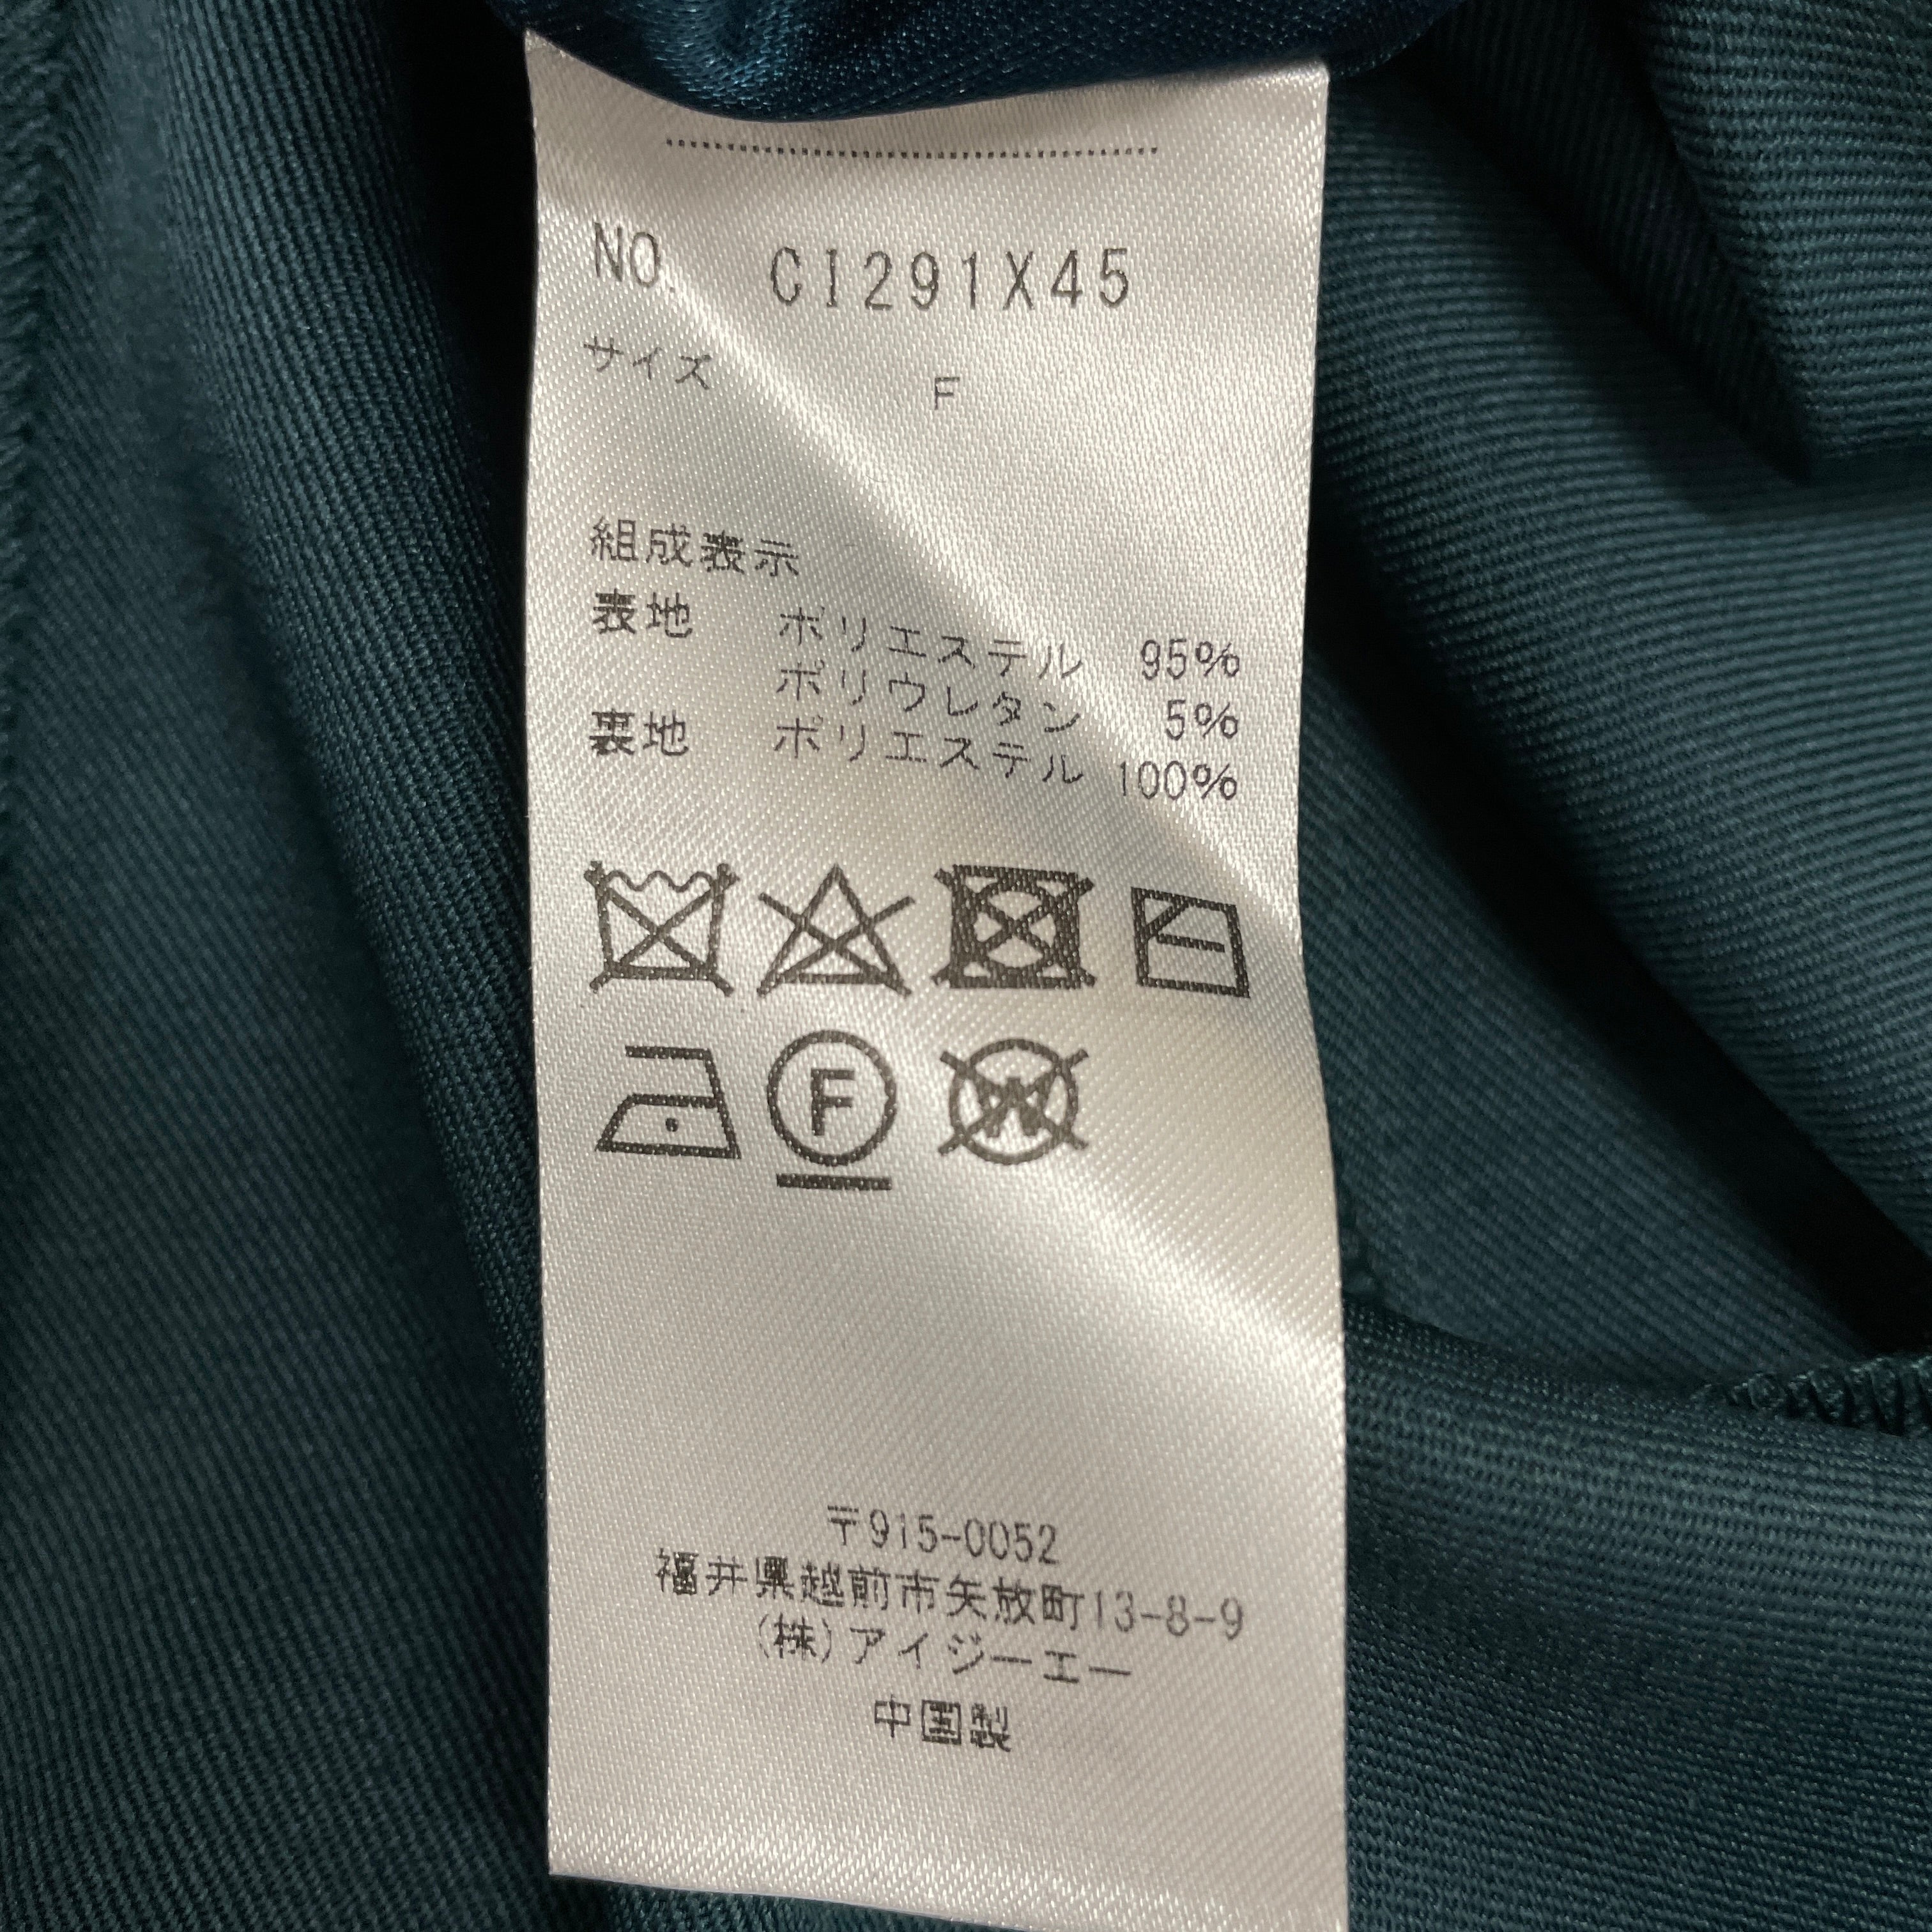 NO. CI291X45
サイズ F
組成表示
表地 ポリエステル 95%
ポリウレタン 5%
裏地 ポリエステル 100%
F
W
〒915-0052
福井県越前市矢放町13-8-9
(株)アイジーエー
中国製